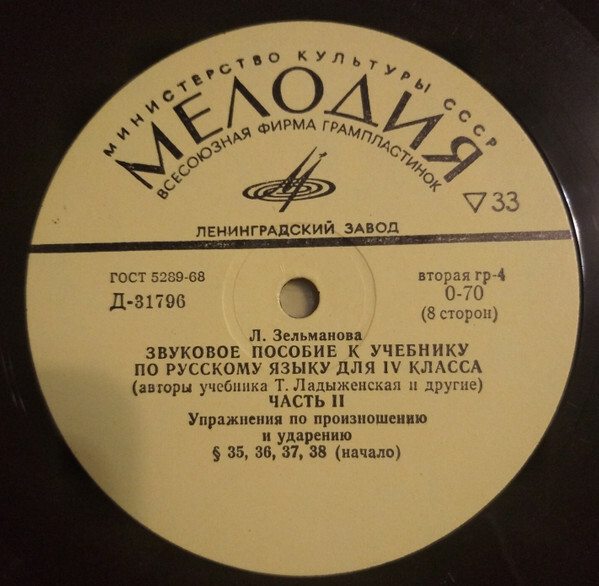 МИНИСТЕРСТВО КУЛЬТУРЫ СССР
МЕЛОДИЯ
ВСЕСОЮЗНАЯ ФИРМА ГРАМПЛАСТИНОК
▽33
ЛЕНИНГРАДСКИЙ ЗАВОД
ГОСТ 5289-68
Д-31796
вторая гр-4
0-70
(8 сторон)
Л. Зельманова
ЗВУКОВОЕ ПОСОБИЕ К УЧЕБНИКУ
ПО РУССКОМУ ЯЗЫКУ ДЛЯ IV КЛАССА
(авторы учебника Т. Ладыженская и другие)
ЧАСТЬ II
Упражнения по произношению
и ударению
§ 35, 36, 37, 38 (начало)